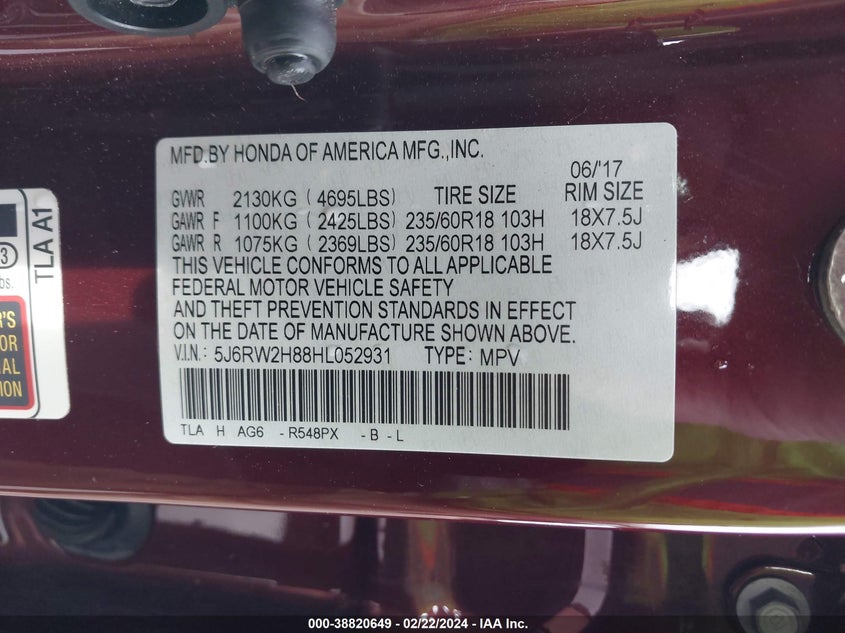 MFD.BY HONDA OF AMERICA MFG.,INC.
06/'17
GVWR 2130KG (4695LBS) TIRE SIZE RIM SIZE
GAWR F 1100KG (2425LBS) 235/60R18 103H 18X7.5J
GAWR R 1075KG (2369LBS) 235/60R18 103H 18X7.5J
THIS VEHICLE CONFORMS TO ALL APPLICABLE
FEDERAL MOTOR VEHICLE SAFETY
AND THEFT PREVENTION STANDARDS IN EFFECT
ON THE DATE OF MANUFACTURE SHOWN ABOVE.
V.I.N.: 5J6RW2H88HL052931 TYPE: MPV
TLA H AG6 -R548PX -B-L
TLA A1
3
bs.
000-38820649 - 02/22/2024 - IAA Inc.